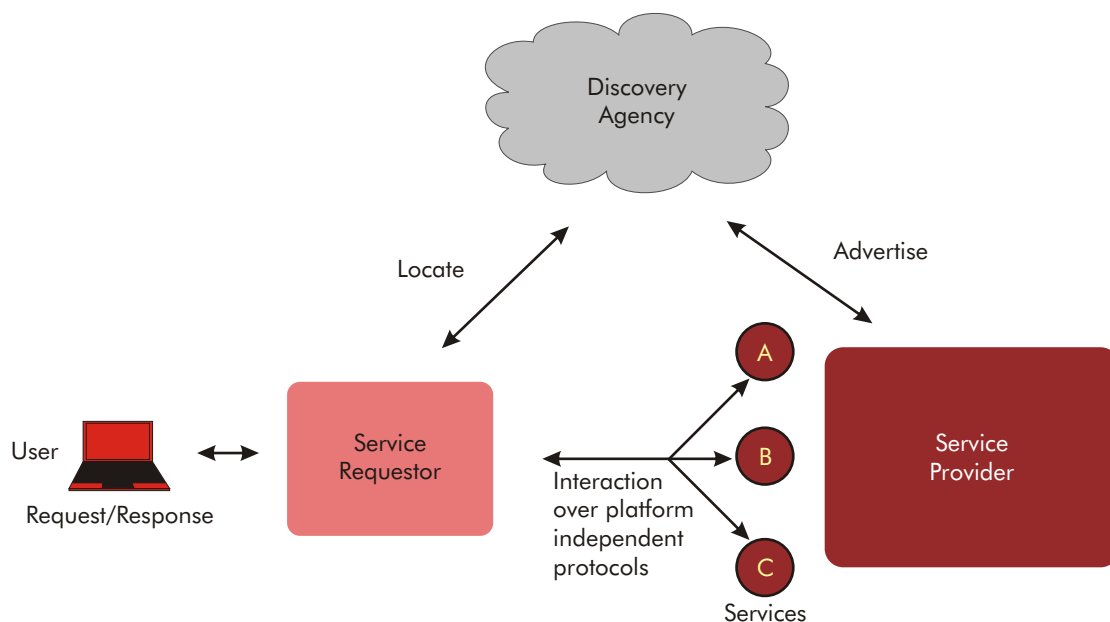 Discovery
Agency
Locate
Advertise
A
User
Service
Requestor
B
Service
Provider
Request/Response
Interaction
over platform
independent
protocols
C
Services